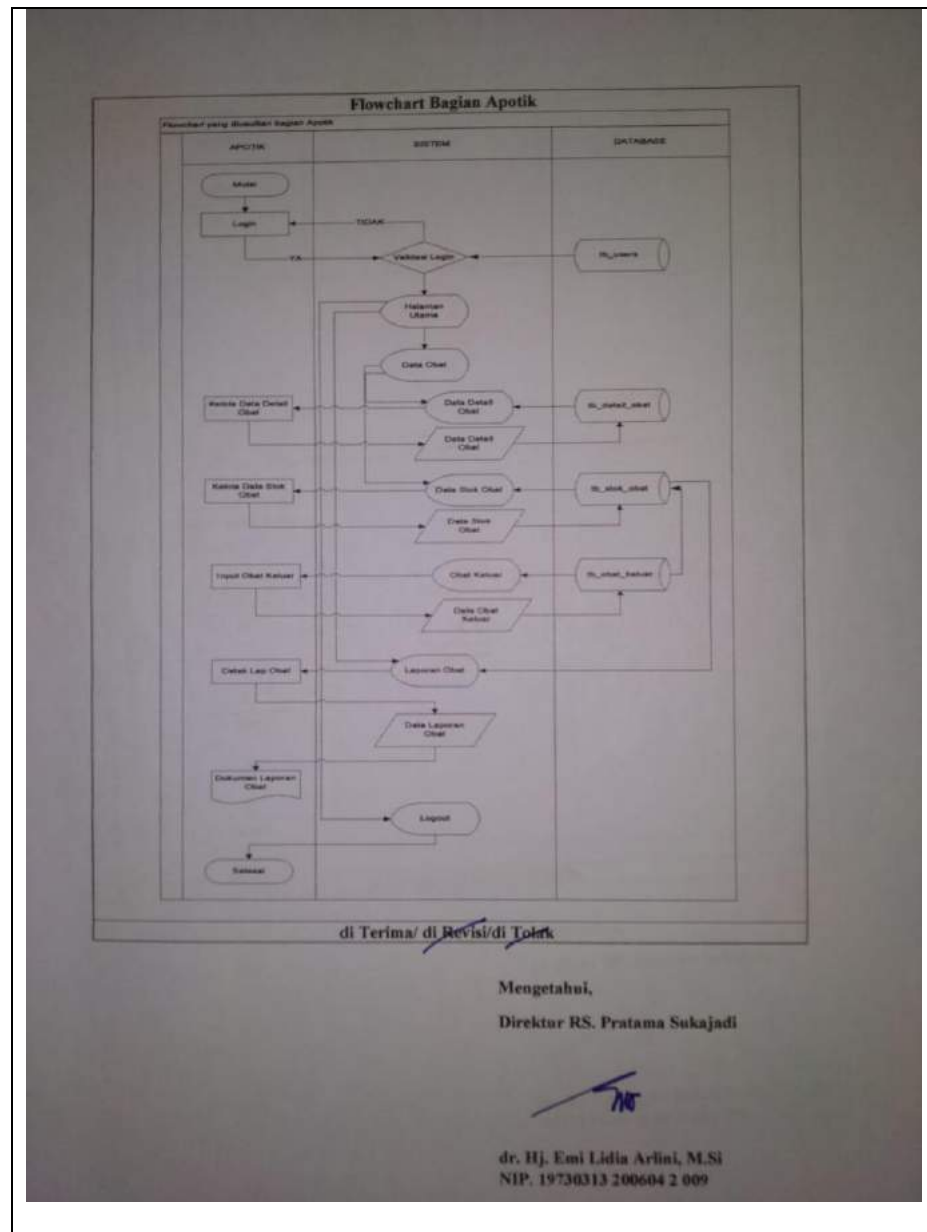 Flowchart Bagian Apotik
Flowchart yang diusulkan bagian Apotik
APOTIK
SISTEM
DATABASE
Mulai
Login
TIDAK
YA
Validasi Login
tb_users
Halaman
Utama
Data Obat
Kelola Data Detail
Obat
Data Detail
Obat
tb_detail_obat
Data Detail
Obat
Kelola Data Stok
Obat
Data Stok Obat
tb_stok_obat
Data Stok
Obat
Input Obat Keluar
Obat Keluar
tb_obat_keluar
Data Obat
Keluar
Cetak Lap Obat
Laporan Obat
Data Laporan
Obat
Dokumen Laporan
Obat
Logout
Selesai
di Terima/ di Revisi/di Tolak
Mengetahui,
Direktur RS. Pratama Sukajadi
dr. Hj. Emi Lidia Arlini, M.Si
NIP. 19730313 200604 2 009